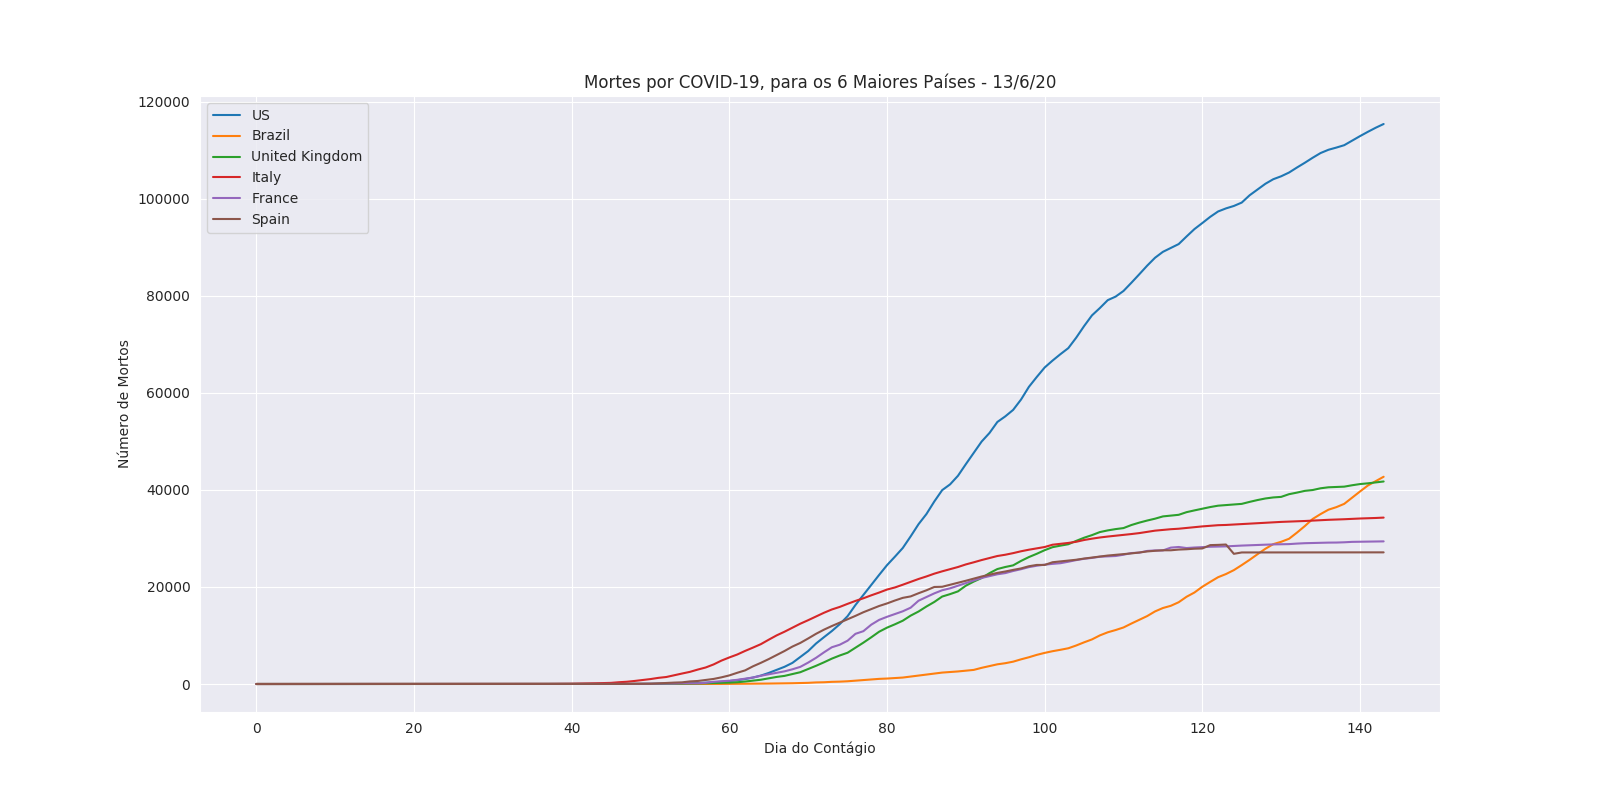 Mortes por COVID-19, para os 6 Maiores Países - 13/6/20
US
Brazil
United Kingdom
Italy
France
Spain
Número de Mortos
120000
100000
80000
60000
40000
20000
0
0 20 40 60 80 100 120 140
Dia do Contágio